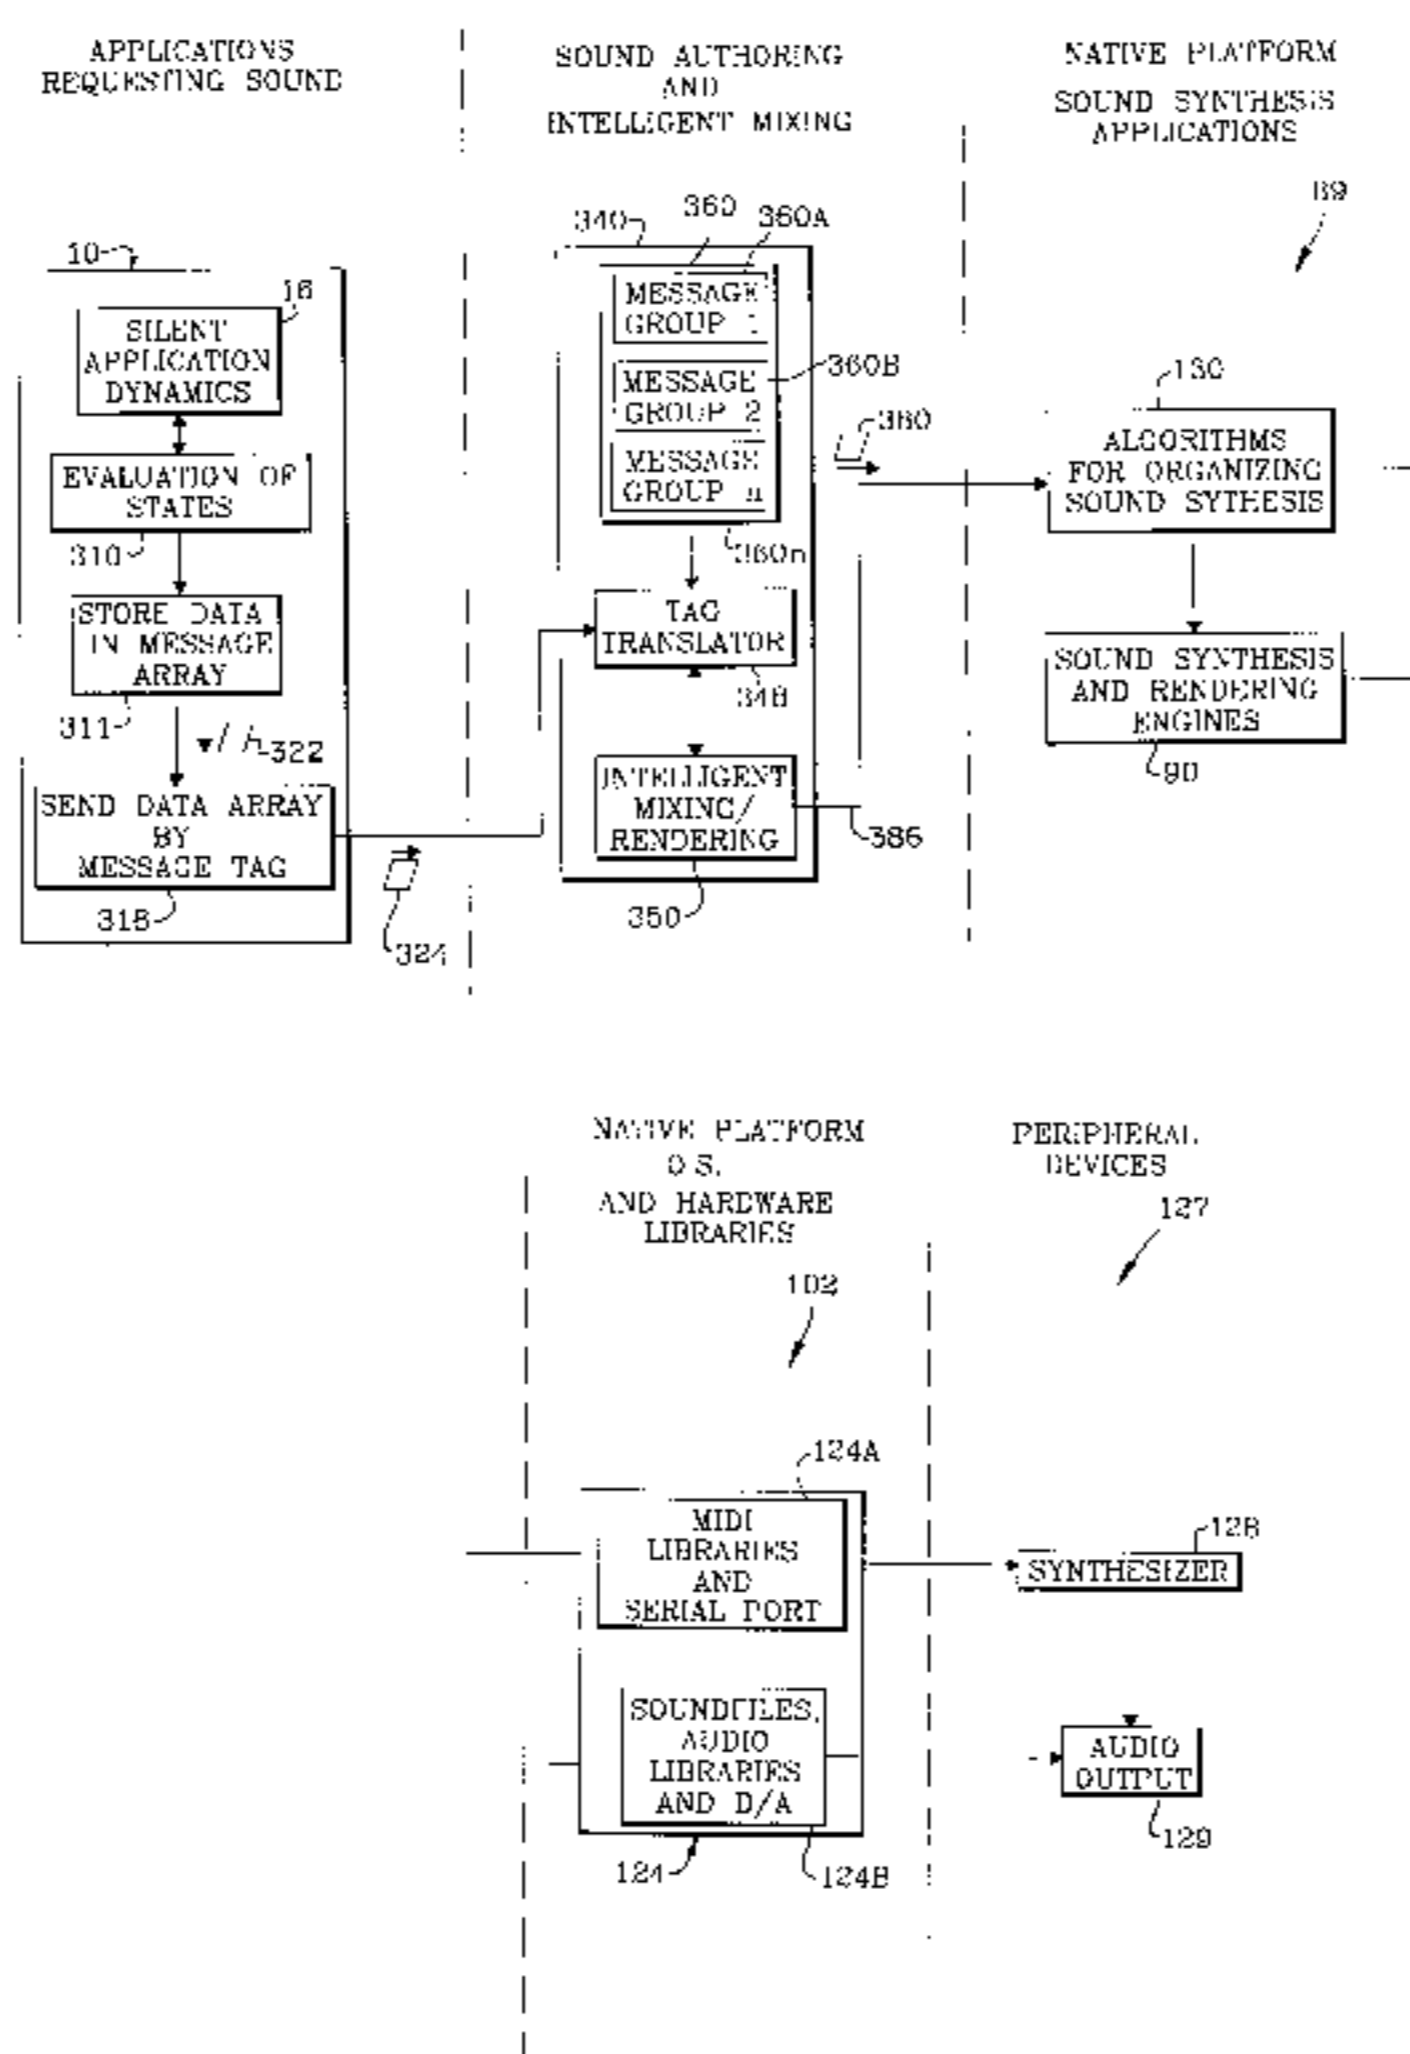 APPLICATIONS
REQUESTING SOUND
SOUND AUTHORING
AND
INTELLIGENT MIXING
NATIVE PLATFORM
SOUND SYNTHESIS
APPLICATIONS
89
10
16
SILENT
APPLICATION
DYNAMICS
EVALUATION OF
STATES
310
STORE DATA
IN MESSAGE
ARRAY
311
322
SEND DATA ARRAY
BY
MESSAGE TAG
318
324
340
360
360A
MESSAGE
GROUP 1
360B
MESSAGE
GROUP 2
MESSAGE
GROUP n
360n
380
TAG
TRANSLATOR
348
INTELLIGENT
MIXING/
RENDERING
386
350
130
ALGORITHMS
FOR ORGANIZING
SOUND SYTHESIS
SOUND SYNTHESIS
AND RENDERING
ENGINES
90
NATIVE PLATFORM
O.S.
AND HARDWARE
LIBRARIES
102
PERIPHERAL
DEVICES
127
124A
MIDI
LIBRARIES
AND
SERIAL PORT
128
SYNTHESIZER
SOUNDFILES,
AUDIO
LIBRARIES
AND D/A
124
124B
AUDIO
OUTPUT
129